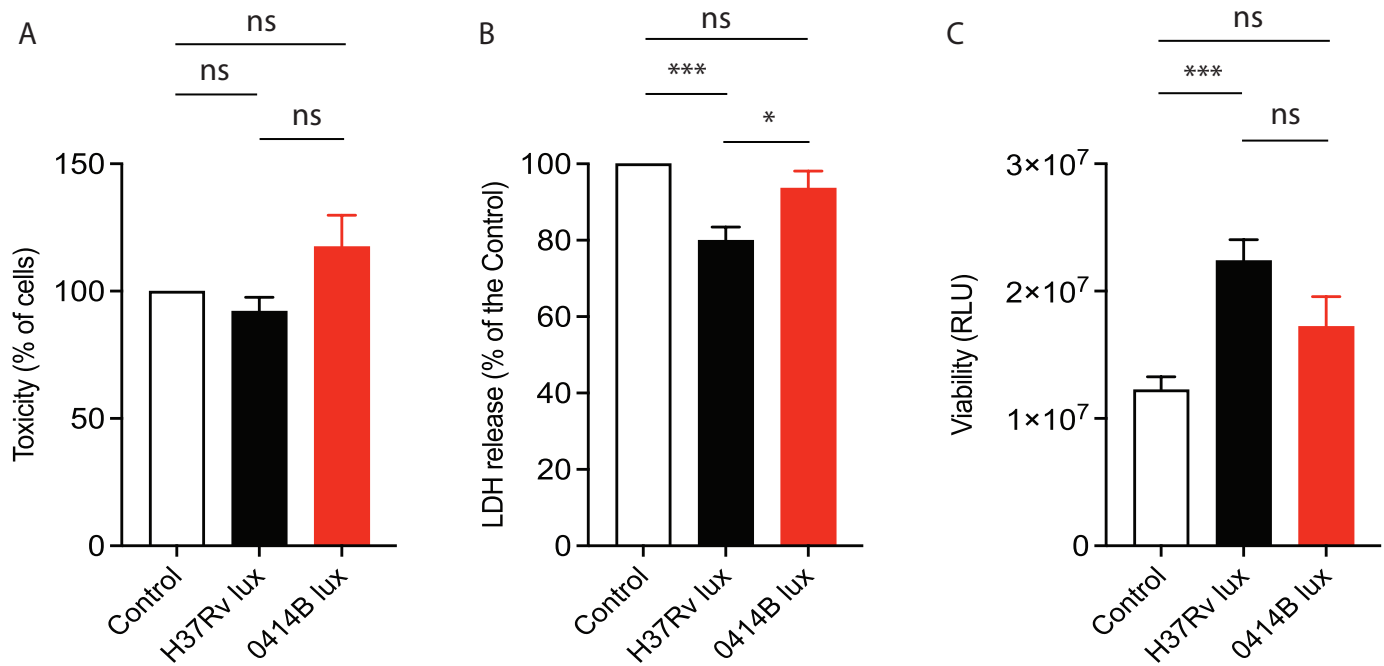 A
ns
ns
ns
Toxicity (% of cells)
150
100
50
0
Control
H37Rv lux
0414B lux
B
ns
***
*
LDH release (% of the Control)
100
80
60
40
20
0
Control
H37Rv lux
0414B lux
C
ns
***
ns
Viability (RLU)
3×10⁷
2×10⁷
1×10⁷
0
Control
H37Rv lux
0414B lux